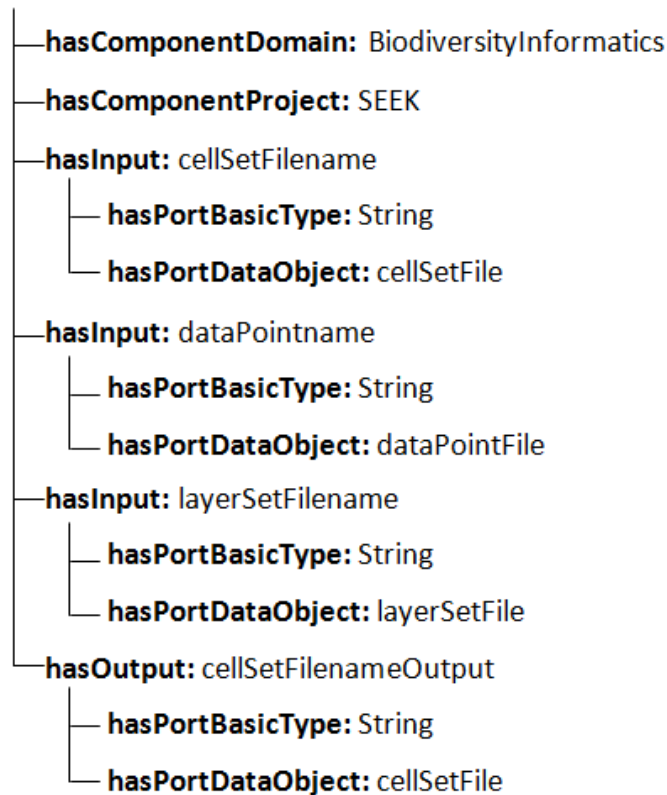 hasComponentDomain: BiodiversityInformatics
hasComponentProject: SEEK
hasInput: cellSetFilename
hasPortBasicType: String
hasPortDataObject: cellSetFile
hasInput: dataPointname
hasPortBasicType: String
hasPortDataObject: dataPointFile
hasInput: layerSetFilename
hasPortBasicType: String
hasPortDataObject: layerSetFile
hasOutput: cellSetFilenameOutput
hasPortBasicType: String
hasPortDataObject: cellSetFile